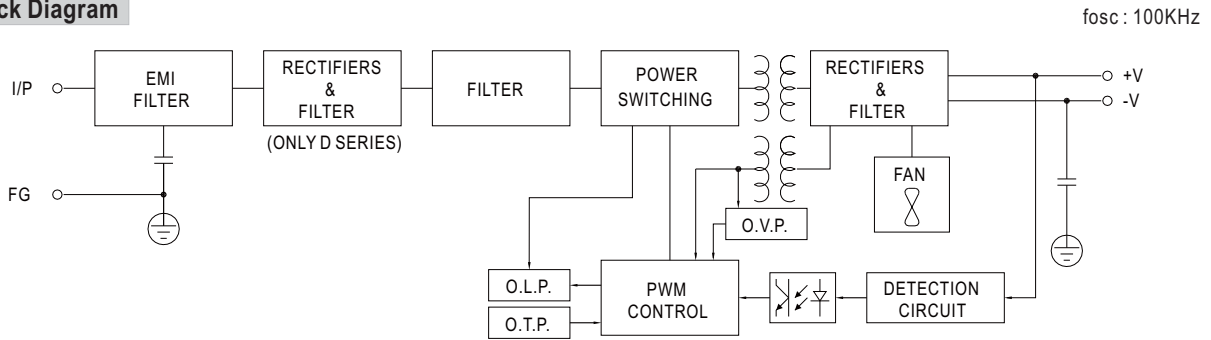 Diagram
fosc : 100KHz
I/P
EMI
FILTER
RECTIFIERS
&
FILTER
(ONLY D SERIES)
FILTER
POWER
SWITCHING
RECTIFIERS
&
FILTER
+V
-V
FG
FAN
O.V.P.
O.L.P.
O.T.P.
PWM
CONTROL
DETECTION
CIRCUIT